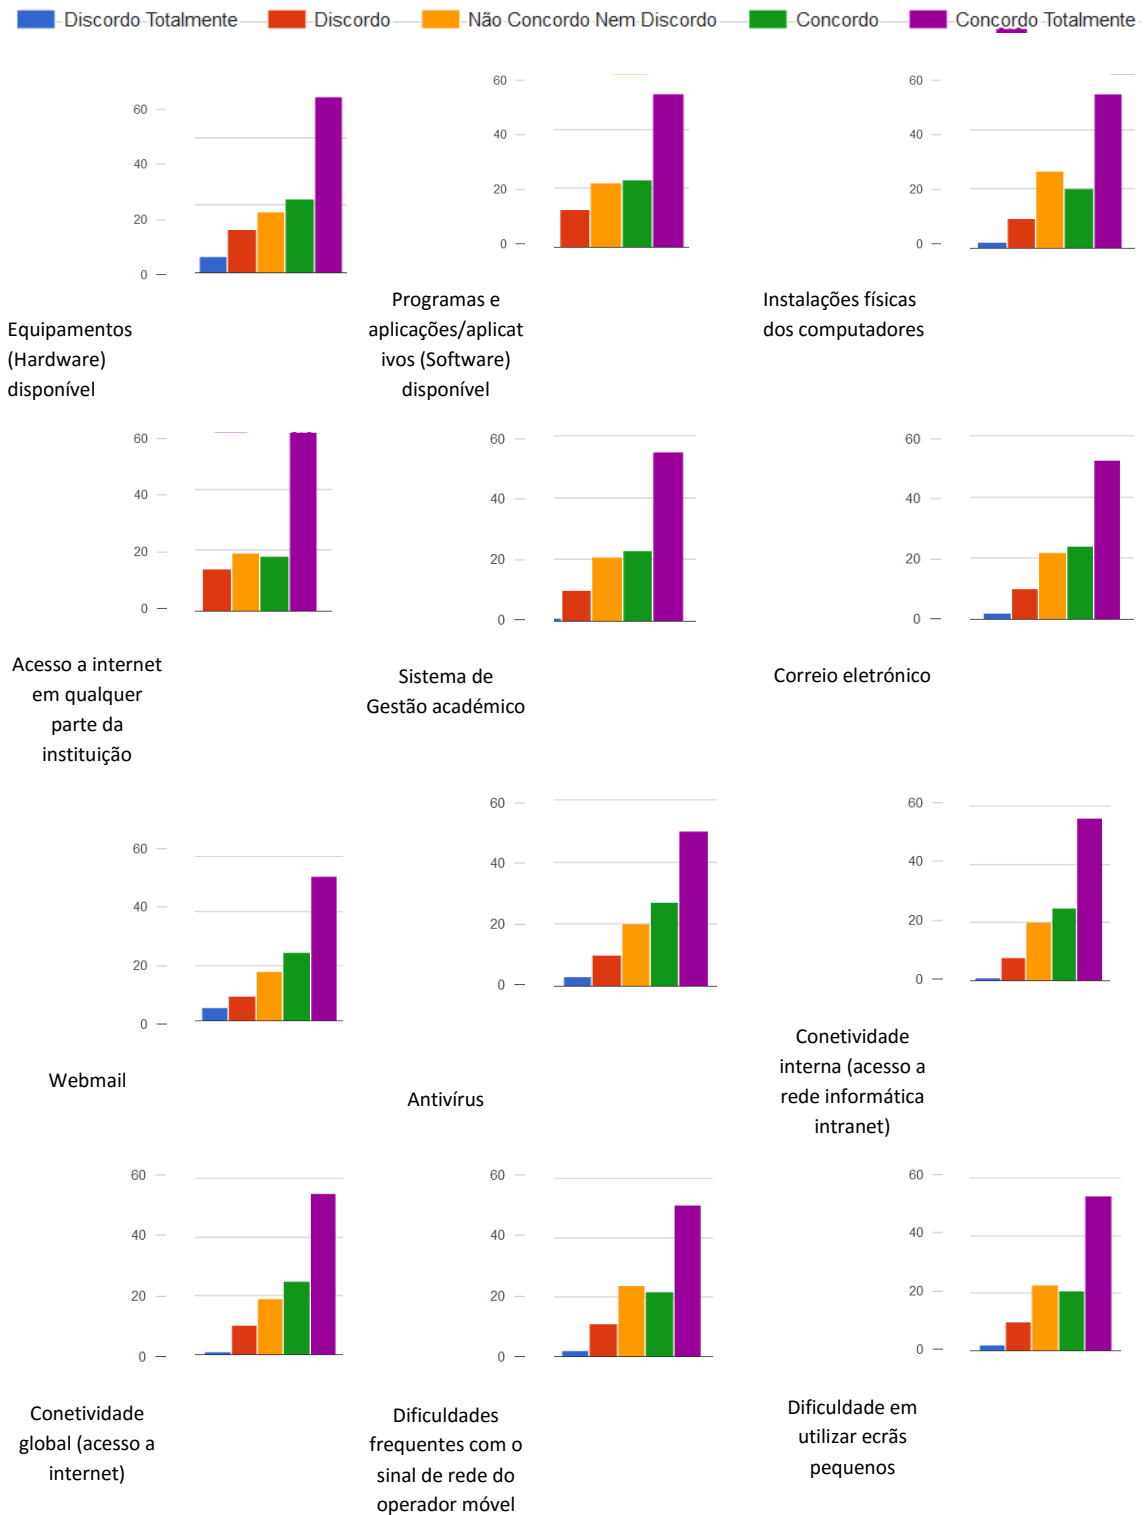 Discordo Totalmente Discordo Não Concordo Nem Discordo Concordo Concordo Totalmente
60
40
20
0
Equipamentos
(Hardware)
disponível
60
40
20
0
Programas e
aplicações/aplicat
ivos (Software)
disponível
60
40
20
0
Instalações físicas
dos computadores
60
40
20
0
Acesso a internet
em qualquer
parte da
instituição
60
40
20
0
Sistema de
Gestão académico
60
40
20
0
Correio eletrónico
60
40
20
0
Webmail
60
40
20
0
Antivírus
60
40
20
0
Conetividade
interna (acesso a
rede informática
intranet)
60
40
20
0
Conetividade
global (acesso a
internet)
60
40
20
0
Dificuldades
frequentes com o
sinal de rede do
operador móvel
60
40
20
0
Dificuldade em
utilizar ecrãs
pequenos